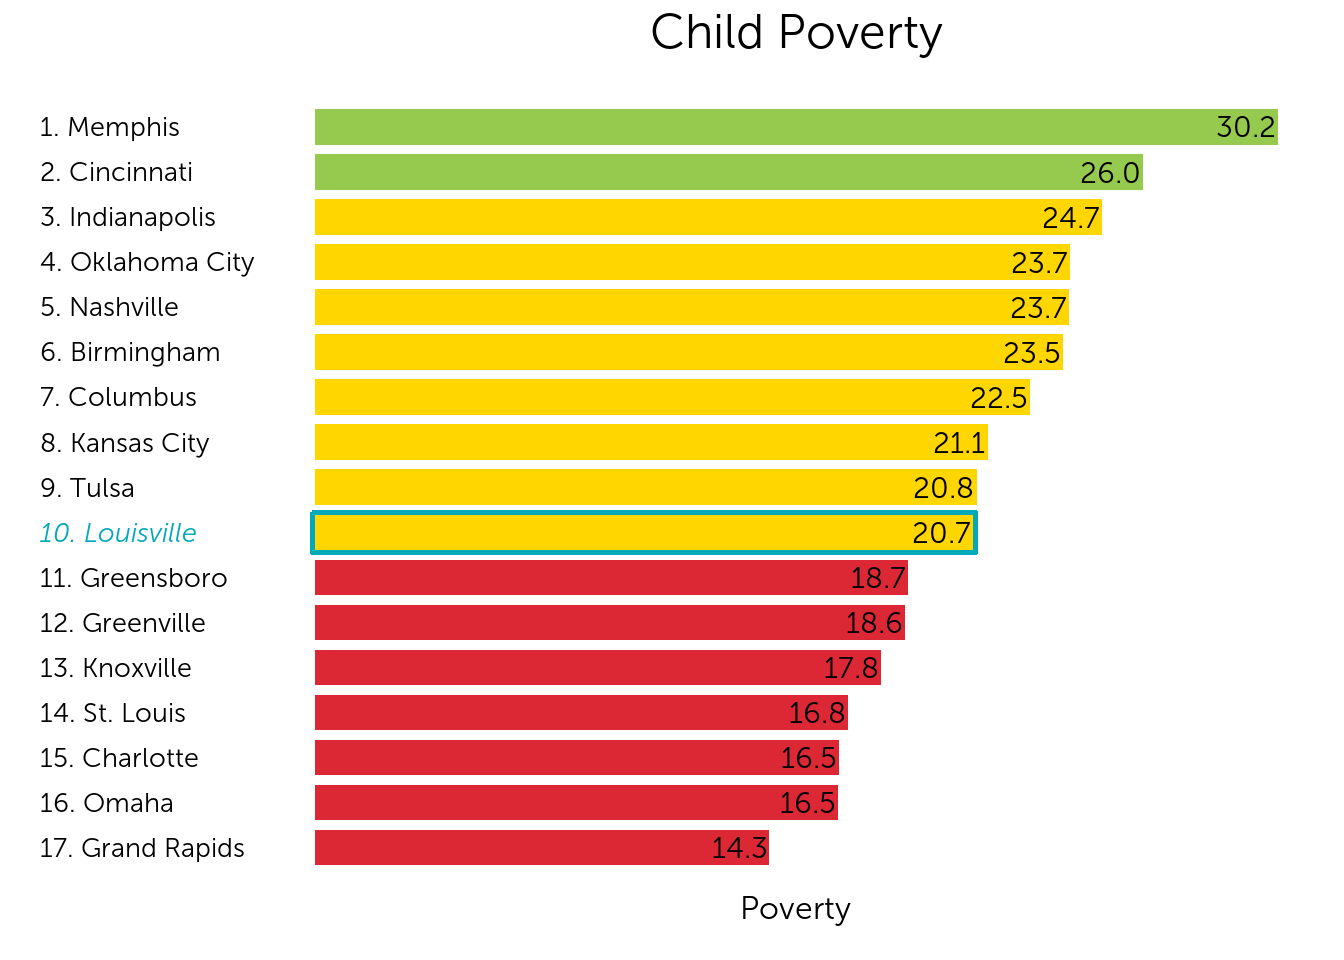 Child Poverty
1. Memphis 30.2
2. Cincinnati 26.0
3. Indianapolis 24.7
4. Oklahoma City 23.7
5. Nashville 23.7
6. Birmingham 23.5
7. Columbus 22.5
8. Kansas City 21.1
9. Tulsa 20.8
10. Louisville 20.7
11. Greensboro 18.7
12. Greenville 18.6
13. Knoxville 17.8
14. St. Louis 16.8
15. Charlotte 16.5
16. Omaha 16.5
17. Grand Rapids 14.3
Poverty